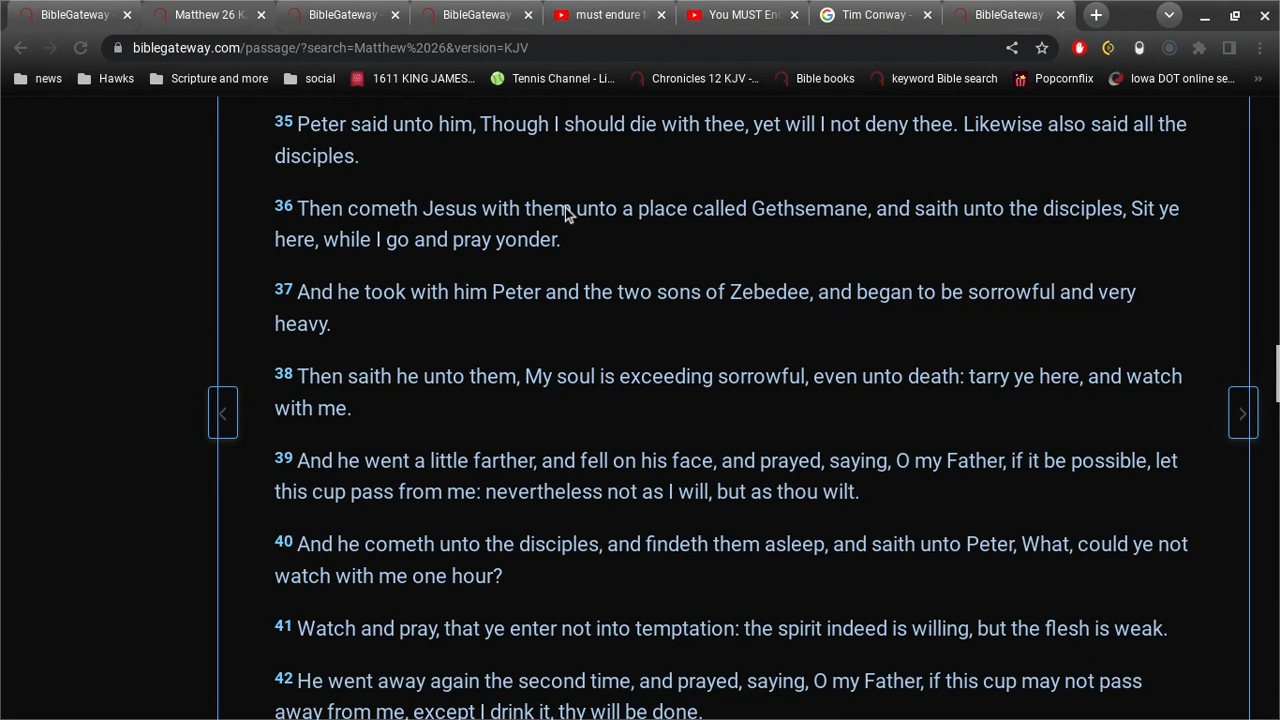 BibleGateway -
Matthew 26 K
BibleGateway -
BibleGateway
must endure t
You MUST En
Tim Conway -
BibleGateway
biblegateway.com/passage/?search=Matthew%2026&version=KJV
news
Hawks
Scripture and more
social
1611 KING JAMES...
Tennis Channel - Li...
Chronicles 12 KJV -...
Bible books
keyword Bible search
Popcornflix
Iowa DOT online se...
35 Peter said unto him, Though I should die with thee, yet will I not deny thee. Likewise also said all the
disciples.
36 Then cometh Jesus with them unto a place called Gethsemane, and saith unto the disciples, Sit ye
here, while I go and pray yonder.
37 And he took with him Peter and the two sons of Zebedee, and began to be sorrowful and very
heavy.
38 Then saith he unto them, My soul is exceeding sorrowful, even unto death: tarry ye here, and watch
with me.
39 And he went a little farther, and fell on his face, and prayed, saying, O my Father, if it be possible, let
this cup pass from me: nevertheless not as I will, but as thou wilt.
40 And he cometh unto the disciples, and findeth them asleep, and saith unto Peter, What, could ye not
watch with me one hour?
41 Watch and pray, that ye enter not into temptation: the spirit indeed is willing, but the flesh is weak.
42 He went away again the second time, and prayed, saying, O my Father, if this cup may not pass
away from me, except I drink it, thy will be done.